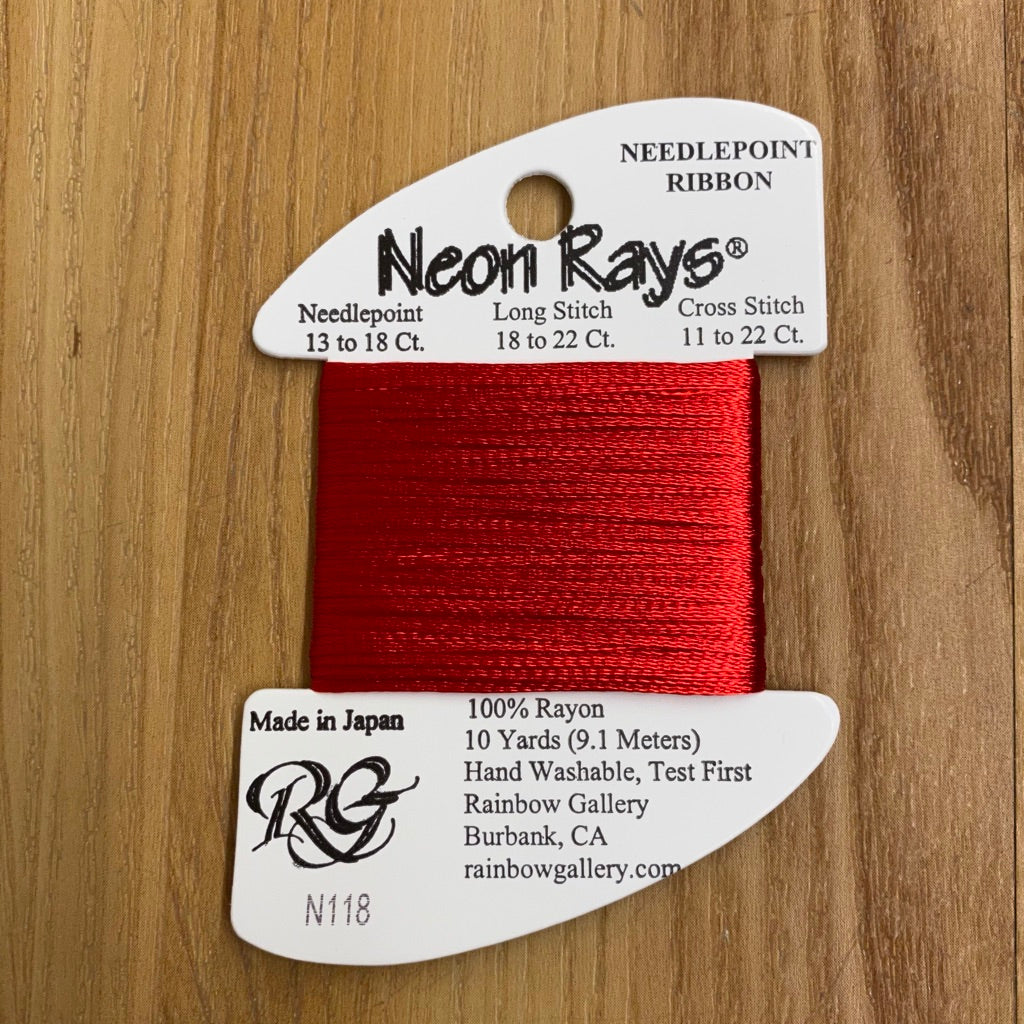 NEEDLEPOINT
RIBBON
Neon Rays®
Needlepoint Long Stitch Cross Stitch
13 to 18 Ct. 18 to 22 Ct. 11 to 22 Ct.
Made in Japan
RG
N118
100% Rayon
10 Yards (9.1 Meters)
Hand Washable, Test First
Rainbow Gallery
Burbank, CA
rainbowgallery.com